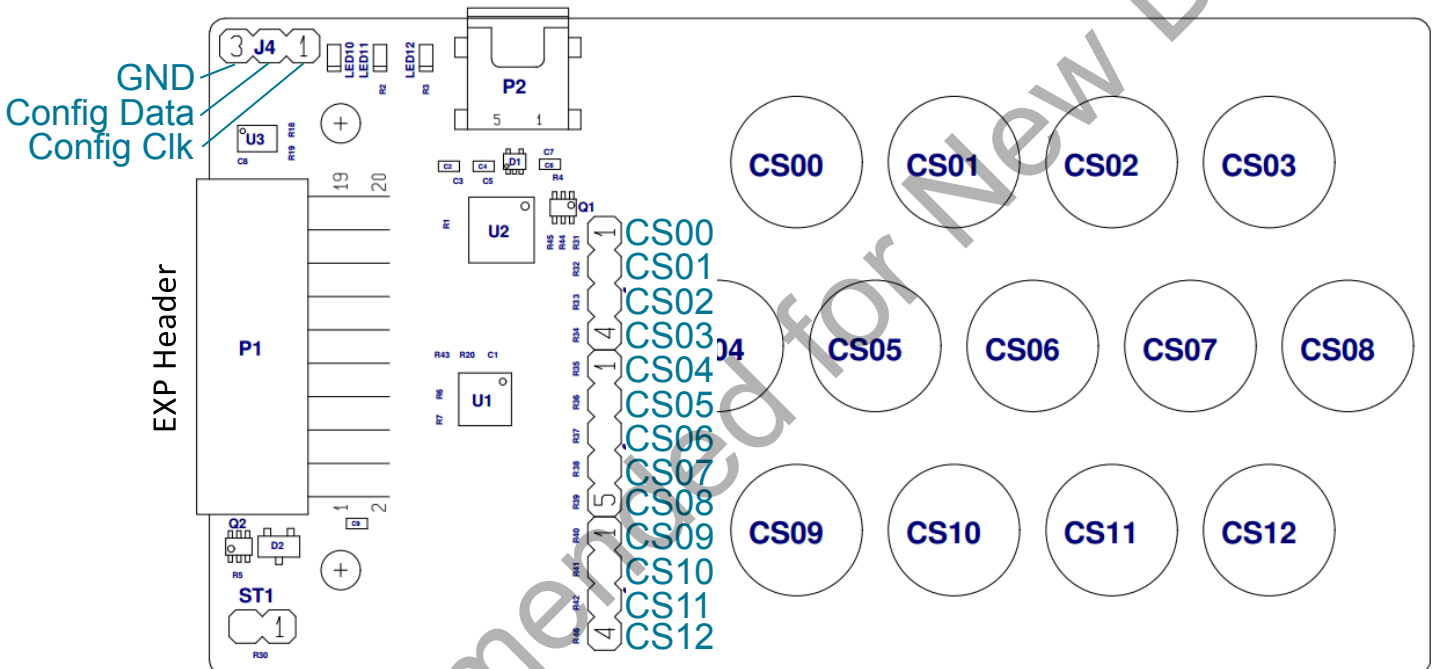 3 J4 1
LED10
LED11
LED12
R2
R3
P2
5 1
GND
Config Data
Config Clk
U3
R18
R19
C8
C2
C3
C4
C5
D1
C7
C6
R4
Q1
R1
U2
R45
R44
R31
R32
R33
R34
R35
R36
R37
R38
R39
R40
R41
R42
R46
19
20
EXP Header
P1
1
2
C9
R43 R20 C1
R6
R7
U1
Q2
D2
R5
ST1
1
R30
1
4
1
5
1
4
CS00
CS01
CS02
CS03
CS04
CS05
CS06
CS07
CS08
CS09
CS10
CS11
CS12
CS00 CS01 CS02 CS03
04 CS05 CS06 CS07 CS08
CS09 CS10 CS11 CS12
mmended for New D